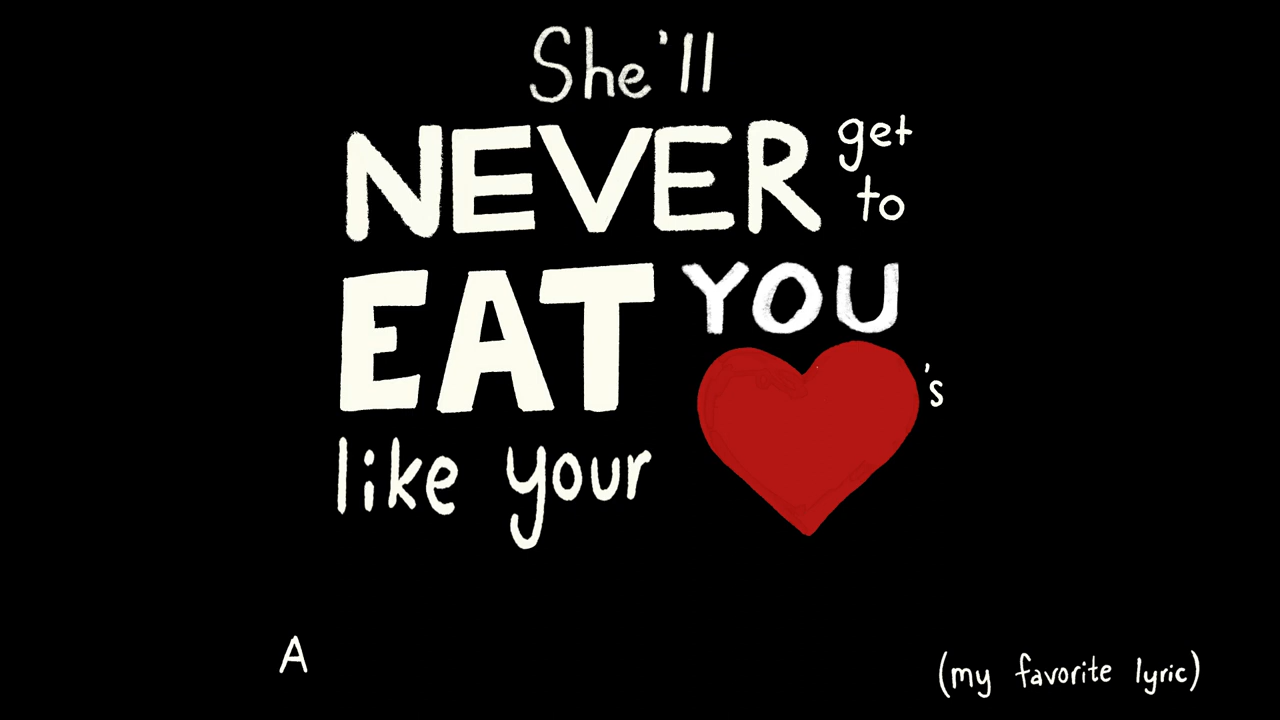 She'll
NEVER get
to
EAT YOU
like your 's
A
(my favorite lyric)